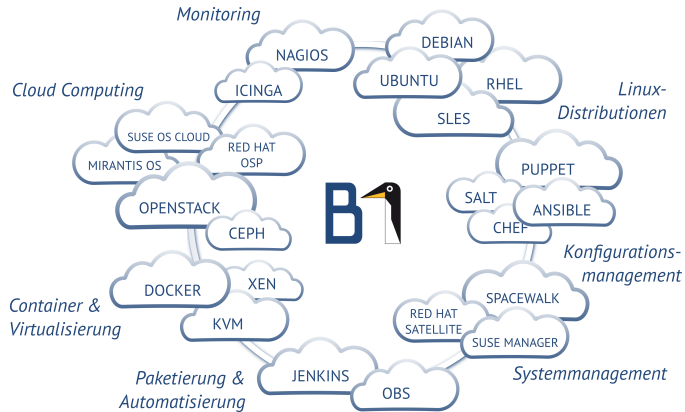 Monitoring
NAGIOS
ICINGA
DEBIAN
UBUNTU
RHEL
SLES
Linux-
Distributionen
Cloud Computing
SUSE OS CLOUD
MIRANTIS OS
RED HAT
OSP
OPENSTACK
CEPH
B1
PUPPET
SALT
ANSIBLE
CHEF
Konfigurations-
management
DOCKER
XEN
KVM
Container &
Virtualisierung
SPACEWALK
RED HAT
SATELLITE
SUSE MANAGER
Systemmanagement
JENKINS
OBS
Paketierung &
Automatisierung